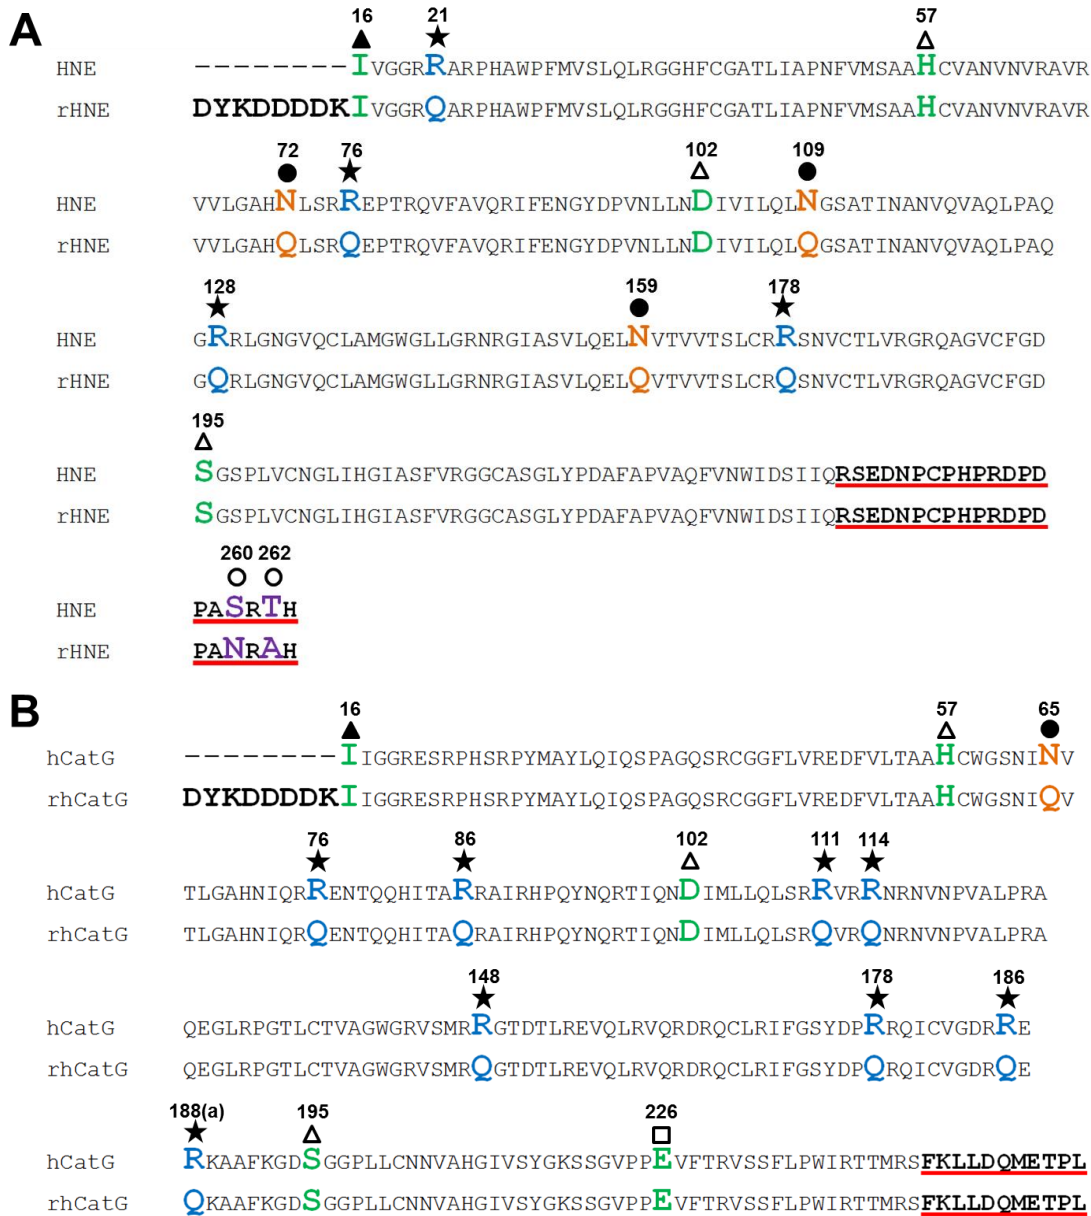 A
16 21 57
HNE ---------IVGGRRARPHAWPFMVSLQLRGGHFCGATLIAPNFVMSAAHCVANVNVRAVR
rHNE DYKDDDDKIVGGRQARPHAWPFMVSLQLRGGHFCGATLIAPNFVMSAAHCVANVNVRAVR
72 76 102 109
HNE VVLGAHNLSRREPTRQVFAVQRIFENGYDPVNLLNDIVILQLNGSATINANVQVAQLPAQ
rHNE VVLGAHQLSRQEPTRQVFAVQRIFENGYDPVNLLNDIVILQLQGSATINANVQVAQLPAQ
128 159 178
HNE GRRLGNGVQCLAMGWGLLGRNRGIASVLQELNVTVVTSLCRRSNVCTLVRGRQAGVCFGD
rHNE GQRLGNGVQCLAMGWGLLGRNRGIASVLQELQVTVVTSLCRQSNVCTLVRGRQAGVCFGD
195
HNE SGSPLVCNGLIHGIASFVRGGCASGLYPDAFAPVAQFVNWIDSIIQRSEDNPCPHPRDPD
rHNE SGSPLVCNGLIHGIASFVRGGCASGLYPDAFAPVAQFVNWIDSIIQRSEDNPCPHPRDPD
260 262
HNE PASRTH
rHNE PANRAH
B
16 57 65
hCatG ---------IIGGRESRPHSRPYMAYLQIQSPAGQSRCGGFLVREDFVLTAAHCWGSNINV
rhCatG DYKDDDDKIIGGRESRPHSRPYMAYLQIQSPAGQSRCGGFLVREDFVLTAAHCWGSNIQV
76 86 102 111 114
hCatG TLGAHNIQRRENTQQHITARRAIRHPQYNQRTIQNDIMLLQLSRRVRRNRNVNPVALPRA
rhCatG TLGAHNIQRQENTQQHITAQRAIRHPQYNQRTIQNDIMLLQLSRQVRQNRNVNPVALPRA
148 178 186
hCatG QEGLRPGTLCTVAGWGRVSMRRGTDTLREVQLRVQRDRQCLRIFGSYDPRRQICVGDRRE
rhCatG QEGLRPGTLCTVAGWGRVSMRQGTDTLREVQLRVQRDRQCLRIFGSYDPQRQICVGDRQE
188(a) 195 226
hCatG RKAAFKGDSGGPLLCNNVAHGIVSYGKSSGVPPEVFTRVSSFLPWIRTTMRSFKLLDQMETPL
rhCatG QKAAFKGDSGGPLLCNNVAHGIVSYGKSSGVPPEVFTRVSSFLPWIRTTMRSFKLLDQMETPL